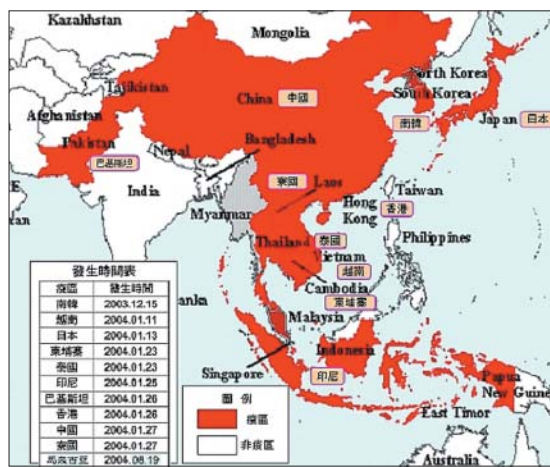 Kazakhstan
Mongolia
Tajikistan
North Korea
South Korea
China 中國
Japan 日本
南韓
Afghanistan
Pakistan
巴基斯坦
Nepal
Bangladesh
India
寮國
Laos
Taiwan
Hong Kong 香港
Myanmar
Thailand 泰國
Vietnam
越南
Philippines
Cambodia
柬埔寨
Malaysia
anka
Singapore
Indonesia
印尼
Papua
New Guine
East Timor
Australia
發生時間表
疫區 發生時間
南韓 2003.12.15
越南 2004.01.11
日本 2004.01.13
柬埔寨 2004.01.23
泰國 2004.01.23
印尼 2004.01.25
巴基斯坦 2004.01.26
香港 2004.01.26
中國 2004.01.27
寮國 2004.01.27
馬來西亞 2004.08.19
圖 例
疫區
非疫區